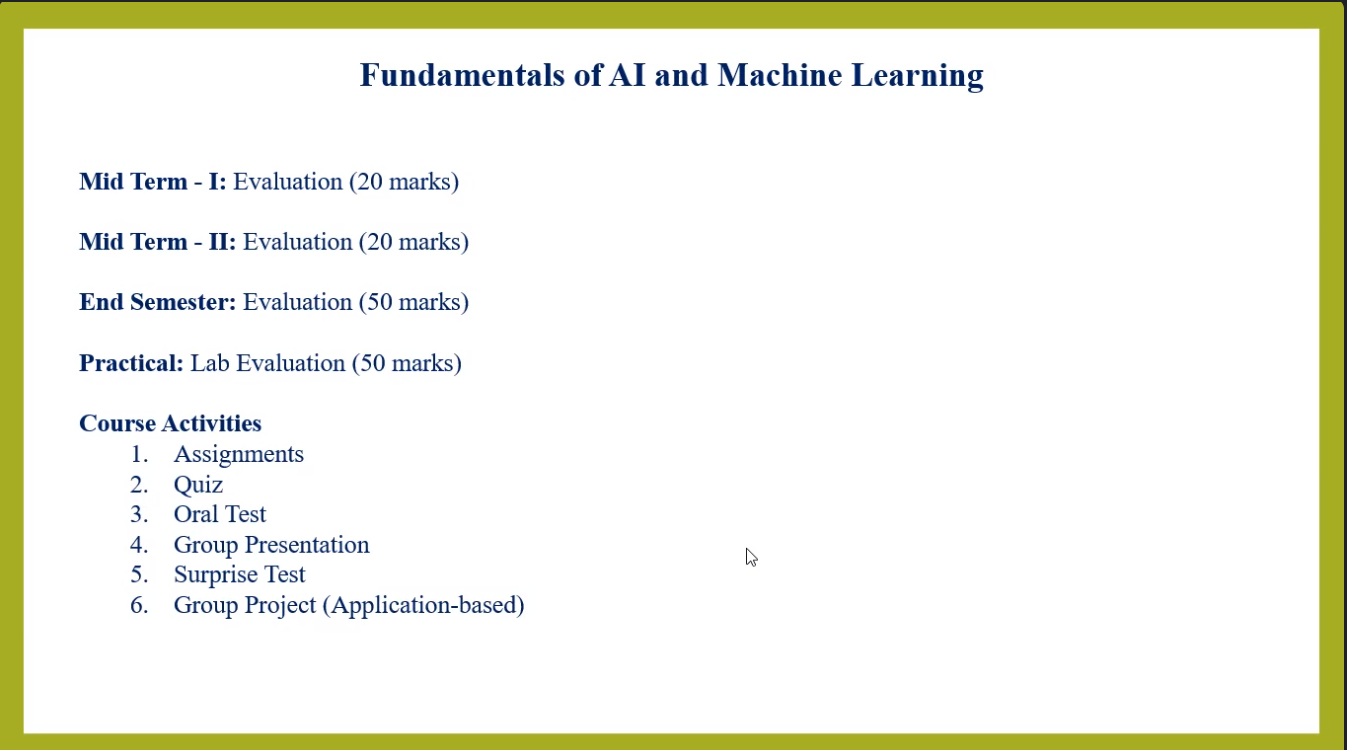 Fundamentals of AI and Machine Learning
Mid Term - I: Evaluation (20 marks)
Mid Term - II: Evaluation (20 marks)
End Semester: Evaluation (50 marks)
Practical: Lab Evaluation (50 marks)
Course Activities
1. Assignments
2. Quiz
3. Oral Test
4. Group Presentation
5. Surprise Test
6. Group Project (Application-based)